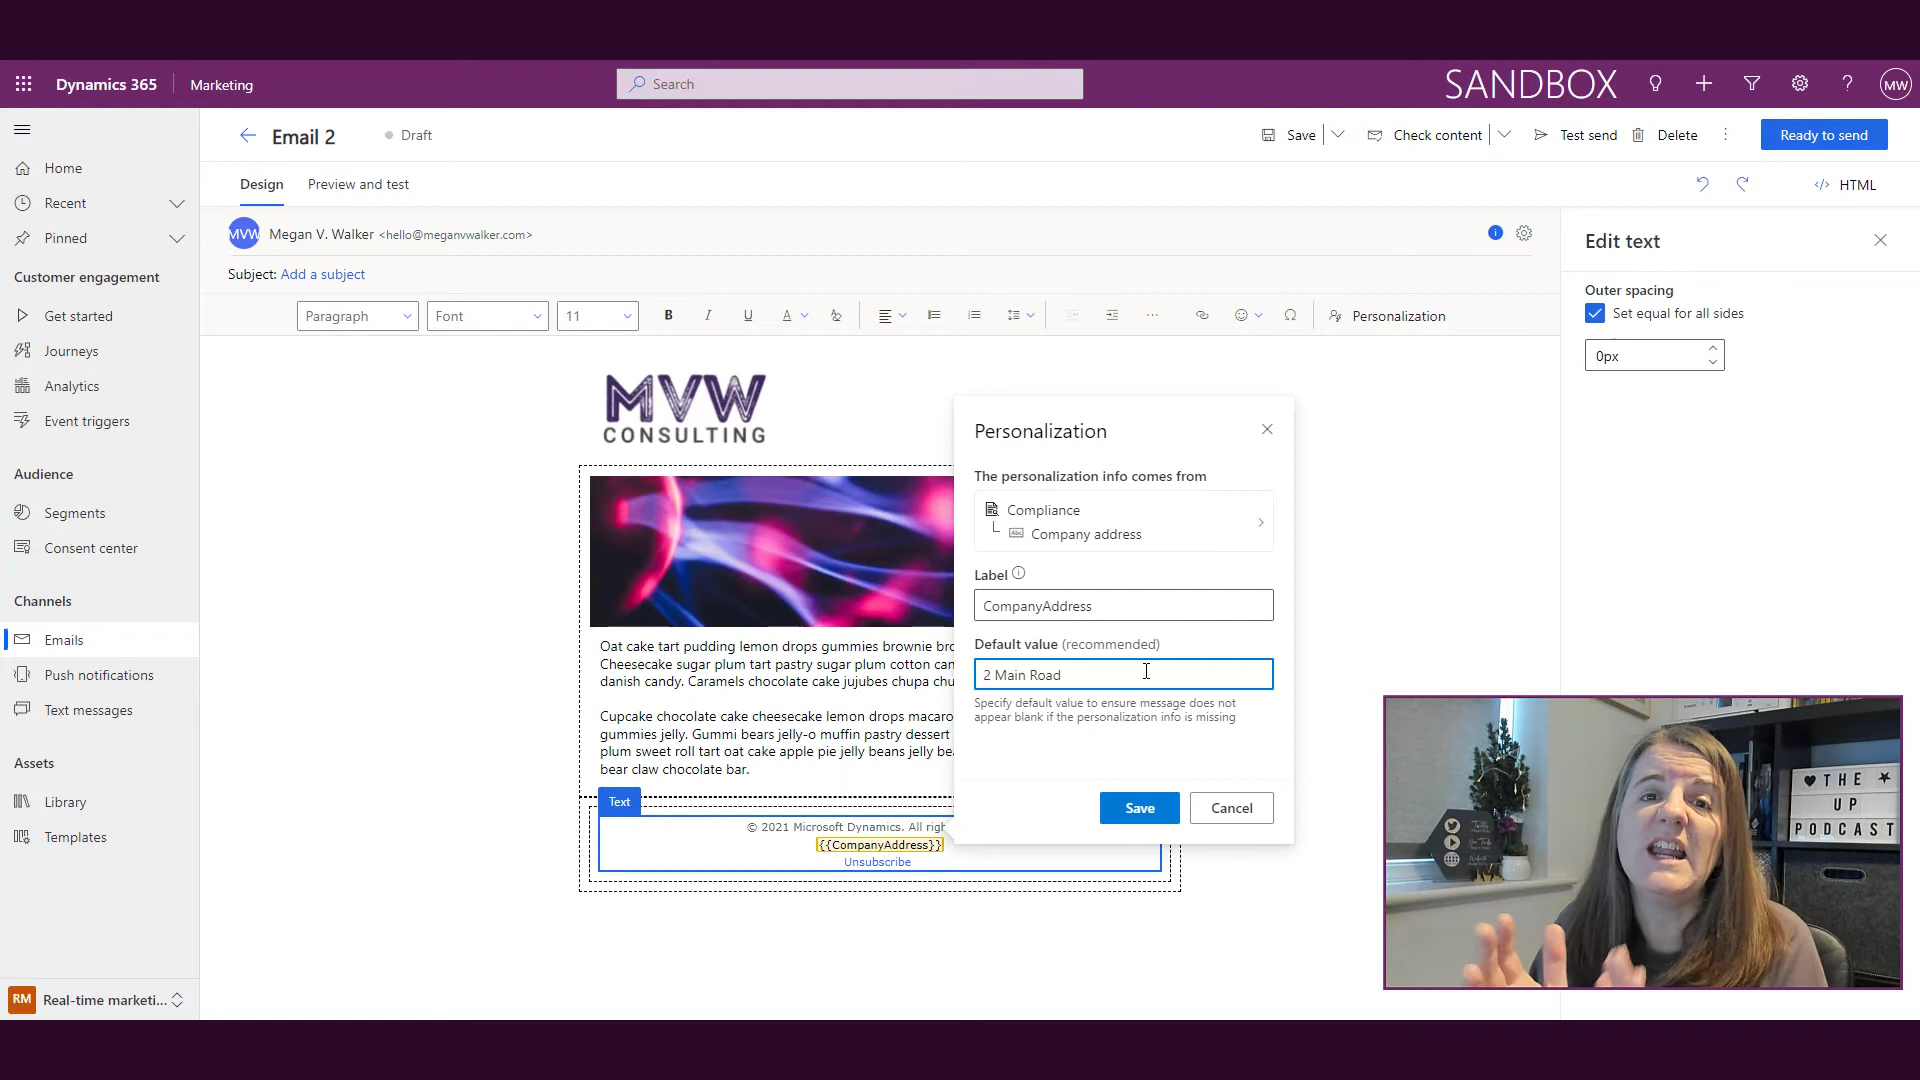 Dynamics 365
Marketing
Search
SANDBOX
MW
Email 2
Draft
Save
Check content
Test send
Delete
Ready to send
Home
Recent
Pinned
Customer engagement
Get started
Journeys
Analytics
Event triggers
Audience
Segments
Consent center
Channels
Emails
Push notifications
Text messages
Assets
Library
Templates
RM
Real-time marketi...
Design
Preview and test
HTML
MVW
Megan V. Walker <hello@meganvwalker.com>
Subject: Add a subject
Paragraph
Font
11
B
I
U
A
Personalization
MVW
CONSULTING
Oat cake tart pudding lemon drops gummies brownie bro
Cheesecake sugar plum tart pastry sugar plum cotton can
danish candy. Caramels chocolate cake jujubes chupa chu
Cupcake chocolate cake cheesecake lemon drops macaro
gummies jelly. Gummi bears jelly-o muffin pastry dessert
plum sweet roll tart oat cake apple pie jelly beans jelly be
bear claw chocolate bar.
Text
© 2021 Microsoft Dynamics. All righ
{{CompanyAddress}}
Unsubscribe
Personalization
The personalization info comes from
Compliance
Abc
Company address
Label
CompanyAddress
Default value (recommended)
2 Main Road
Specify default value to ensure message does not
appear blank if the personalization info is missing
Save
Cancel
Edit text
Outer spacing
Set equal for all sides
0px
THE
UP
PODCAST